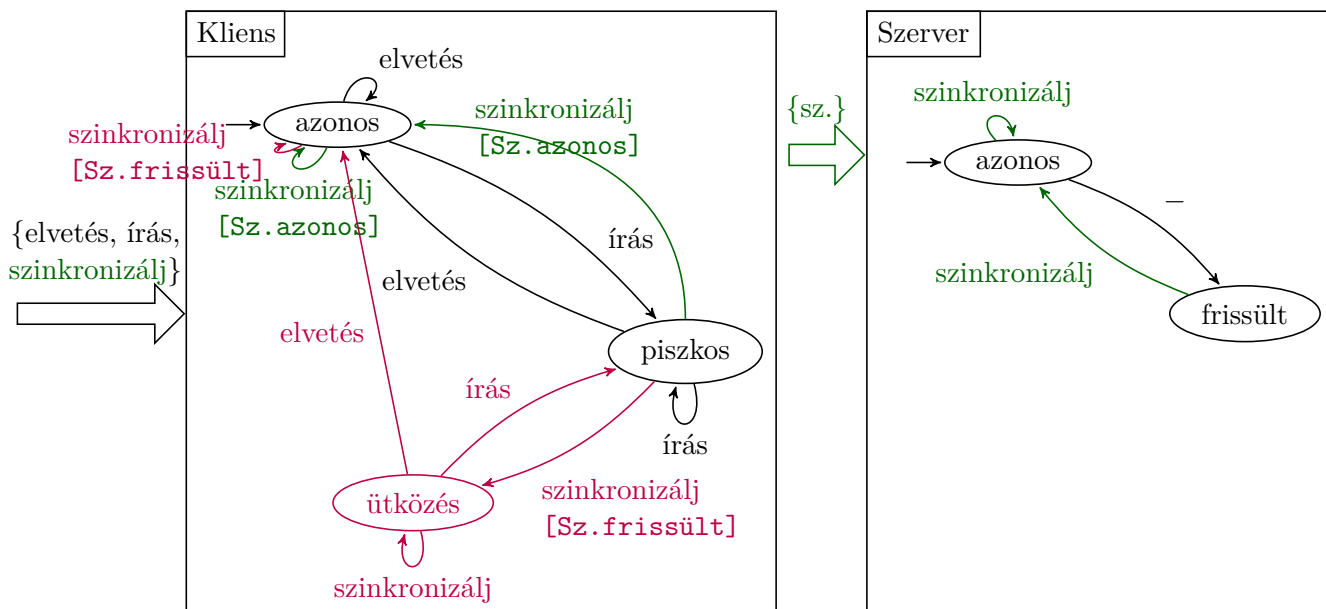 Kliens
elvetés
azonos
szinkronizálj
[Sz.frissült]
szinkronizálj
[Sz.azonos]
szinkronizálj
[Sz.azonos]
{elvetés, írás,
szinkronizálj}
írás
elvetés
elvetés
piszkos
írás
írás
ütközés
szinkronizálj
[Sz.frissült]
szinkronizálj
{sz.}
Szerver
szinkronizálj
azonos
–
szinkronizálj
frissült